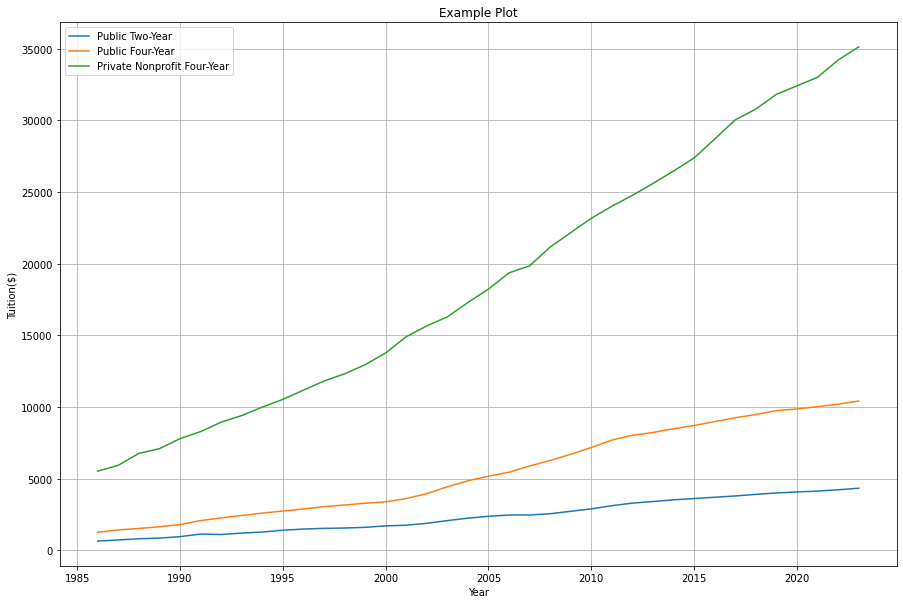 Example Plot
Public Two-Year
Public Four-Year
Private Nonprofit Four-Year
35000
30000
25000
20000
15000
10000
5000
0
Tuition($)
1985 1990 1995 2000 2005 2010 2015 2020
Year